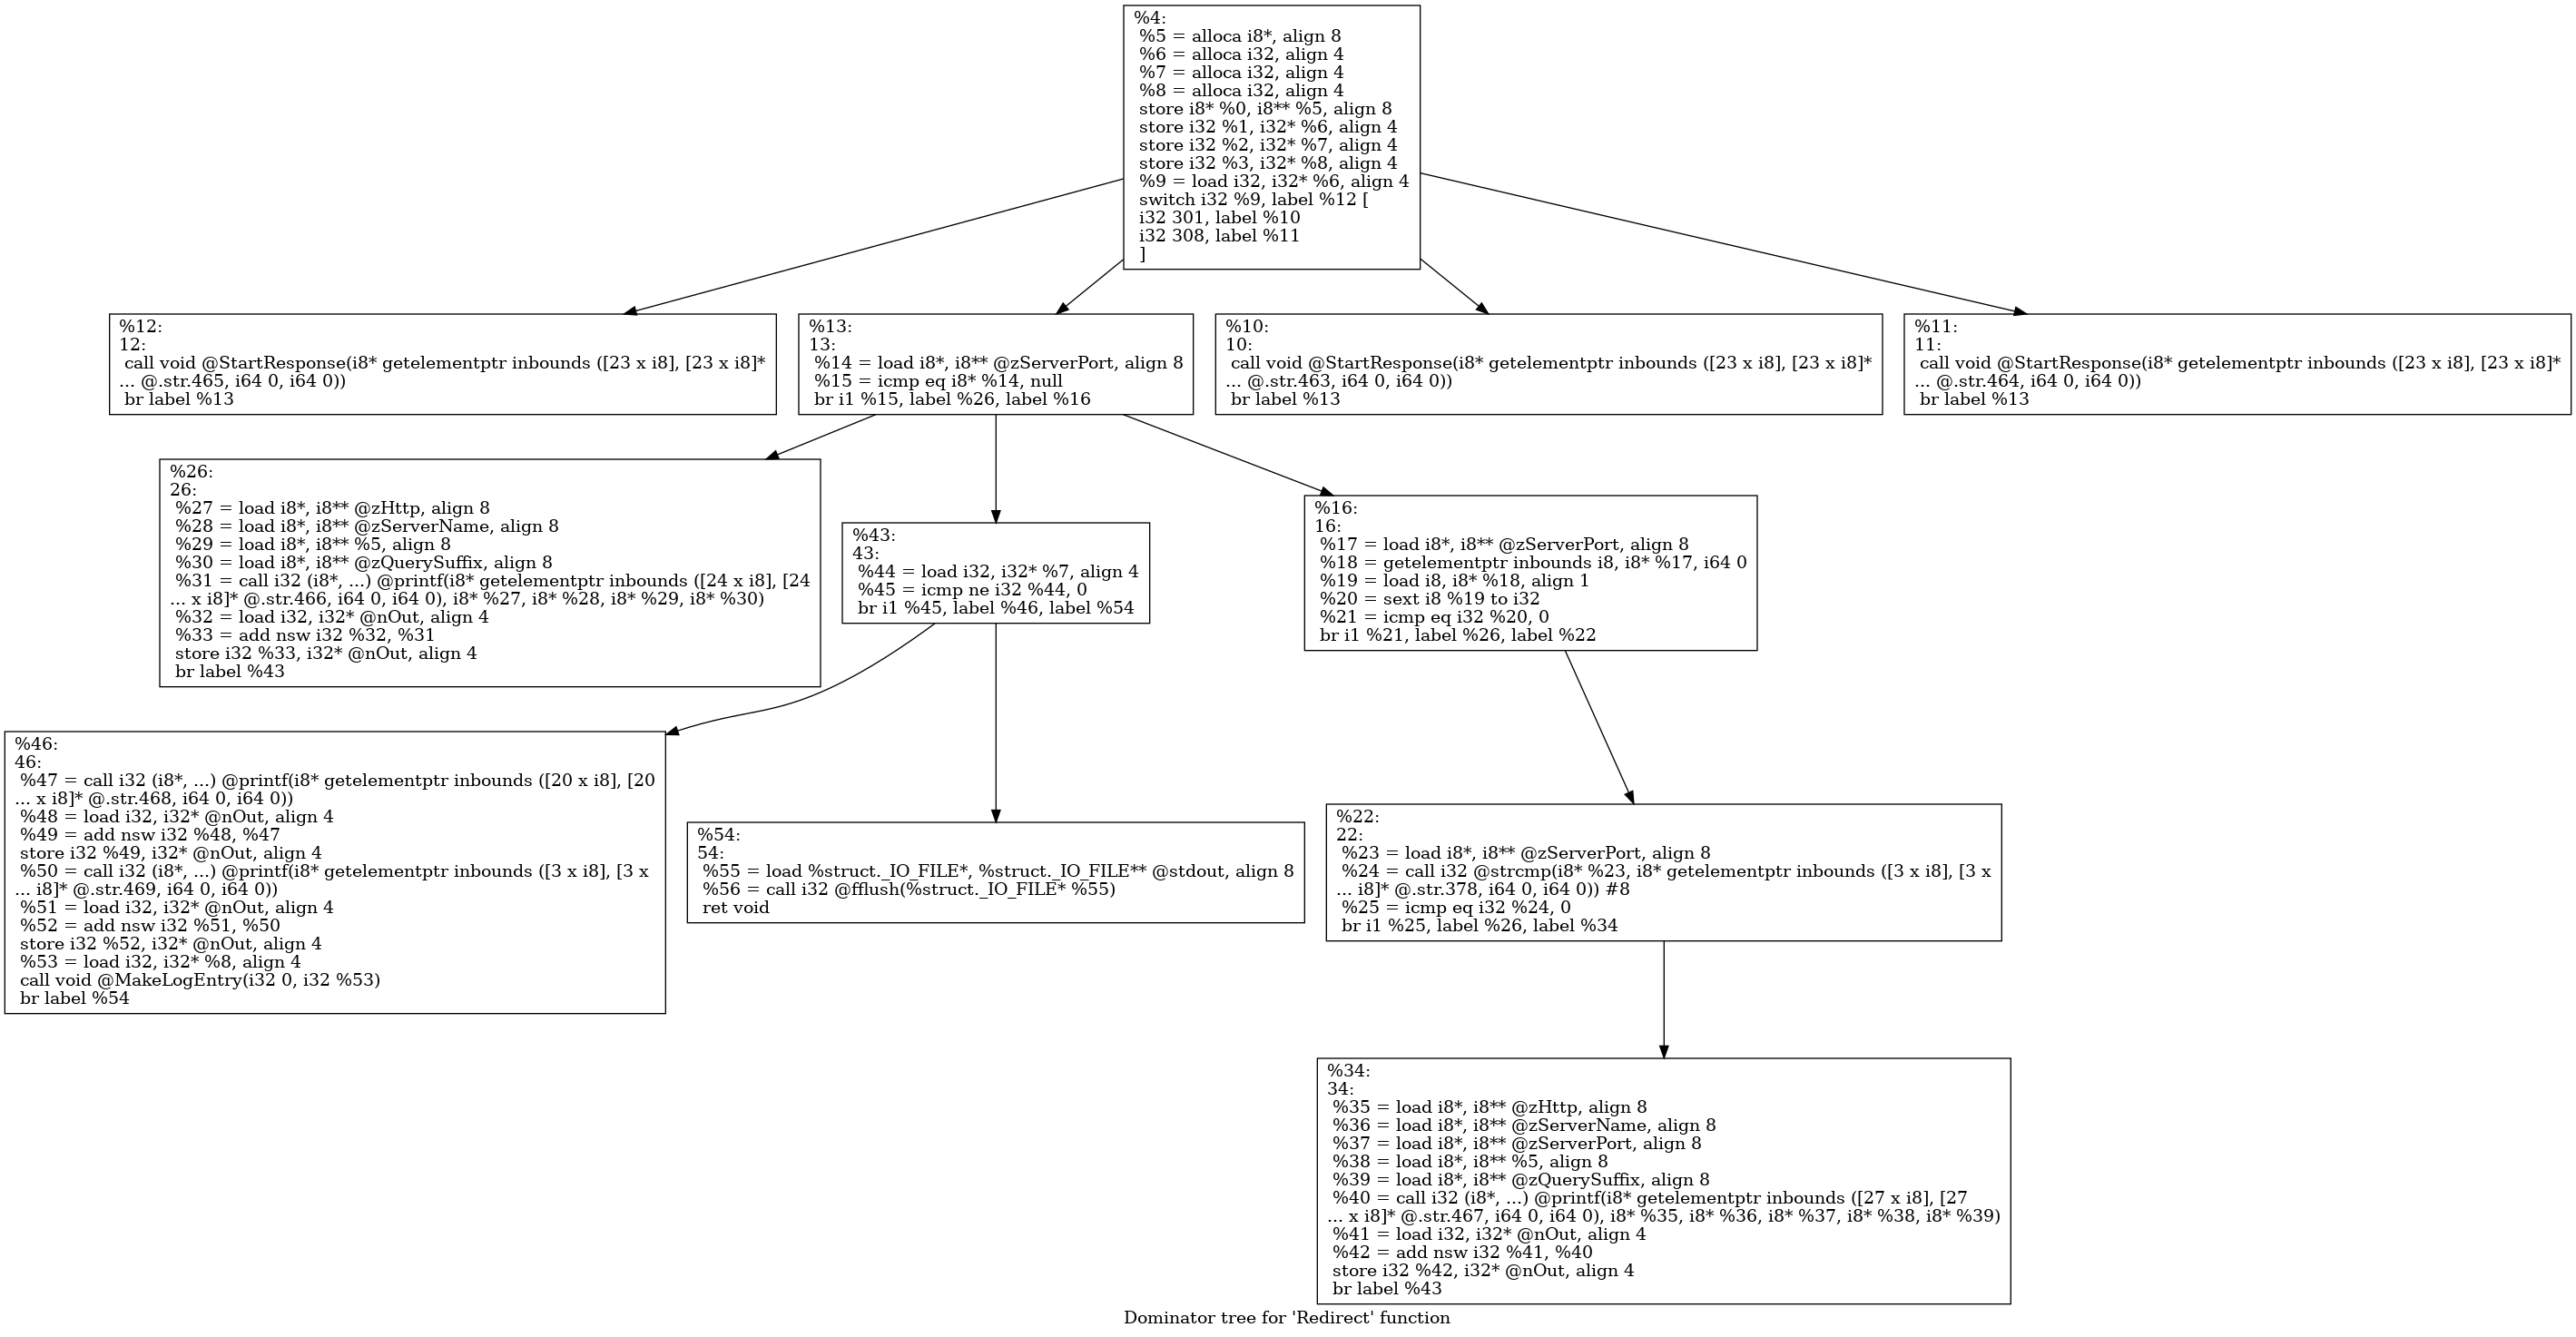 %4:
%5 = alloca i8*, align 8
%6 = alloca i32, align 4
%7 = alloca i32, align 4
%8 = alloca i32, align 4
store i8* %0, i8** %5, align 8
store i32 %1, i32* %6, align 4
store i32 %2, i32* %7, align 4
store i32 %3, i32* %8, align 4
%9 = load i32, i32* %6, align 4
switch i32 %9, label %12 [
i32 301, label %10
i32 308, label %11
]
%12:
12:
call void @StartResponse(i8* getelementptr inbounds ([23 x i8], [23 x i8]*
... @.str.465, i64 0, i64 0))
br label %13
%13:
13:
%14 = load i8*, i8** @zServerPort, align 8
%15 = icmp eq i8* %14, null
br i1 %15, label %26, label %16
%10:
10:
call void @StartResponse(i8* getelementptr inbounds ([23 x i8], [23 x i8]*
... @.str.463, i64 0, i64 0))
br label %13
%11:
11:
call void @StartResponse(i8* getelementptr inbounds ([23 x i8], [23 x i8]*
... @.str.464, i64 0, i64 0))
br label %13
%26:
26:
%27 = load i8*, i8** @zHttp, align 8
%28 = load i8*, i8** @zServerName, align 8
%29 = load i8*, i8** %5, align 8
%30 = load i8*, i8** @zQuerySuffix, align 8
%31 = call i32 (i8*, ...) @printf(i8* getelementptr inbounds ([24 x i8], [24
... x i8]* @.str.466, i64 0, i64 0), i8* %27, i8* %28, i8* %29, i8* %30)
%32 = load i32, i32* @nOut, align 4
%33 = add nsw i32 %32, %31
store i32 %33, i32* @nOut, align 4
br label %43
%43:
43:
%44 = load i32, i32* %7, align 4
%45 = icmp ne i32 %44, 0
br i1 %45, label %46, label %54
%16:
16:
%17 = load i8*, i8** @zServerPort, align 8
%18 = getelementptr inbounds i8, i8* %17, i64 0
%19 = load i8, i8* %18, align 1
%20 = sext i8 %19 to i32
%21 = icmp eq i32 %20, 0
br i1 %21, label %26, label %22
%46:
46:
%47 = call i32 (i8*, ...) @printf(i8* getelementptr inbounds ([20 x i8], [20
... x i8]* @.str.468, i64 0, i64 0))
%48 = load i32, i32* @nOut, align 4
%49 = add nsw i32 %48, %47
store i32 %49, i32* @nOut, align 4
%50 = call i32 (i8*, ...) @printf(i8* getelementptr inbounds ([3 x i8], [3 x
... i8]* @.str.469, i64 0, i64 0))
%51 = load i32, i32* @nOut, align 4
%52 = add nsw i32 %51, %50
store i32 %52, i32* @nOut, align 4
%53 = load i32, i32* %8, align 4
call void @MakeLogEntry(i32 0, i32 %53)
br label %54
%54:
54:
%55 = load %struct._IO_FILE*, %struct._IO_FILE** @stdout, align 8
%56 = call i32 @fflush(%struct._IO_FILE* %55)
ret void
%22:
22:
%23 = load i8*, i8** @zServerPort, align 8
%24 = call i32 @strcmp(i8* %23, i8* getelementptr inbounds ([3 x i8], [3 x
... i8]* @.str.378, i64 0, i64 0)) #8
%25 = icmp eq i32 %24, 0
br i1 %25, label %26, label %34
%34:
34:
%35 = load i8*, i8** @zHttp, align 8
%36 = load i8*, i8** @zServerName, align 8
%37 = load i8*, i8** @zServerPort, align 8
%38 = load i8*, i8** %5, align 8
%39 = load i8*, i8** @zQuerySuffix, align 8
%40 = call i32 (i8*, ...) @printf(i8* getelementptr inbounds ([27 x i8], [27
... x i8]* @.str.467, i64 0, i64 0), i8* %35, i8* %36, i8* %37, i8* %38, i8* %39)
%41 = load i32, i32* @nOut, align 4
%42 = add nsw i32 %41, %40
store i32 %42, i32* @nOut, align 4
br label %43
Dominator tree for 'Redirect' function